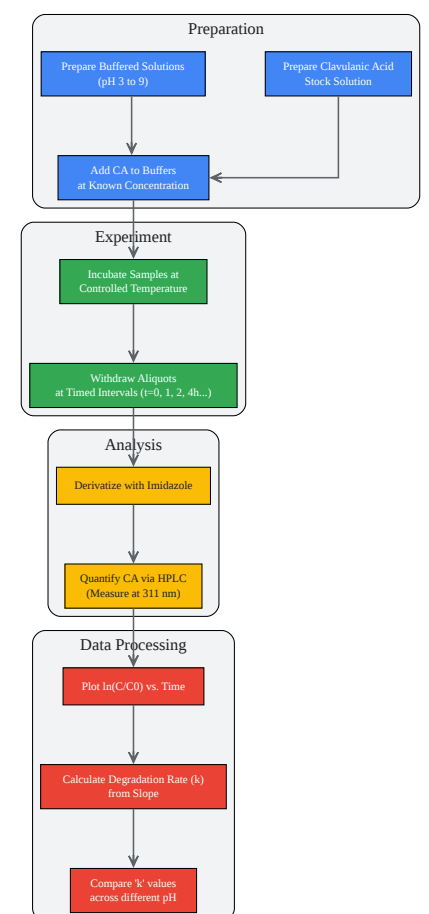 Preparation
Prepare Buffered Solutions
(pH 3 to 9)
Prepare Clavulanic Acid
Stock Solution
Add CA to Buffers
at Known Concentration
Experiment
Incubate Samples at
Controlled Temperature
Withdraw Aliquots
at Timed Intervals (t=0, 1, 2, 4h...)
Analysis
Derivatize with Imidazole
Quantify CA via HPLC
(Measure at 311 nm)
Data Processing
Plot ln(C/C0) vs. Time
Calculate Degradation Rate (k)
from Slope
Compare 'k' values
across different pH